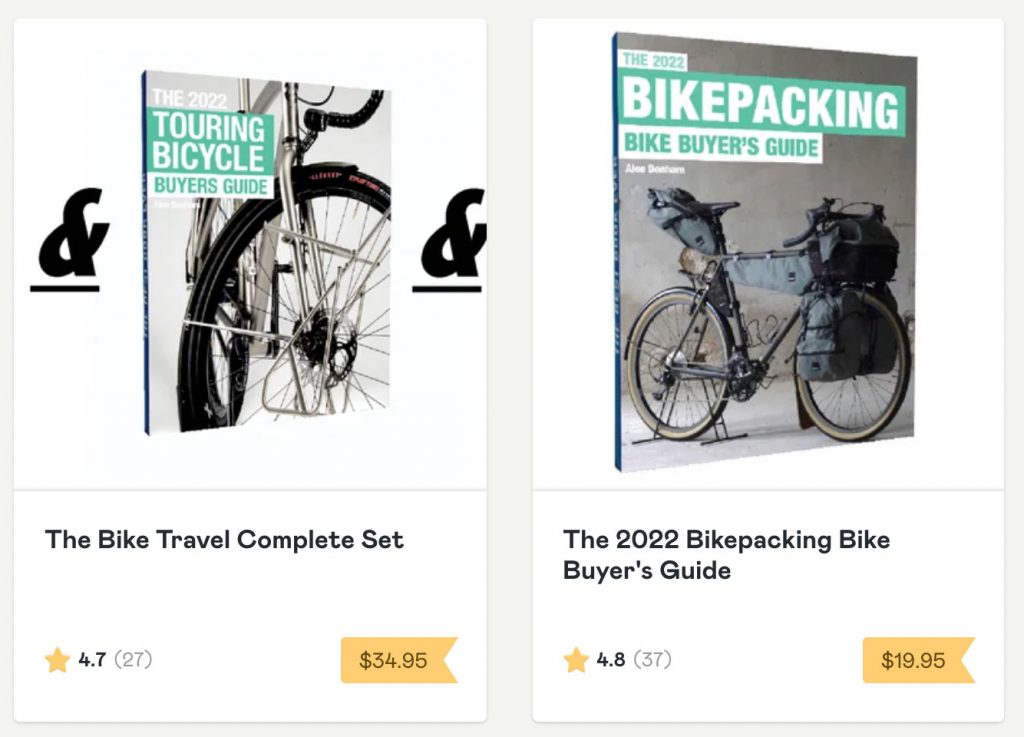 &
THE 2022
TOURING
BICYCLE
BUYERS GUIDE
&
The Bike Travel Complete Set
4.7 (27)
$34.95
THE 2022
BIKEPACKING
BIKE BUYER'S GUIDE
Alee Denham
The 2022 Bikepacking Bike
Buyer's Guide
4.8 (37)
$19.95